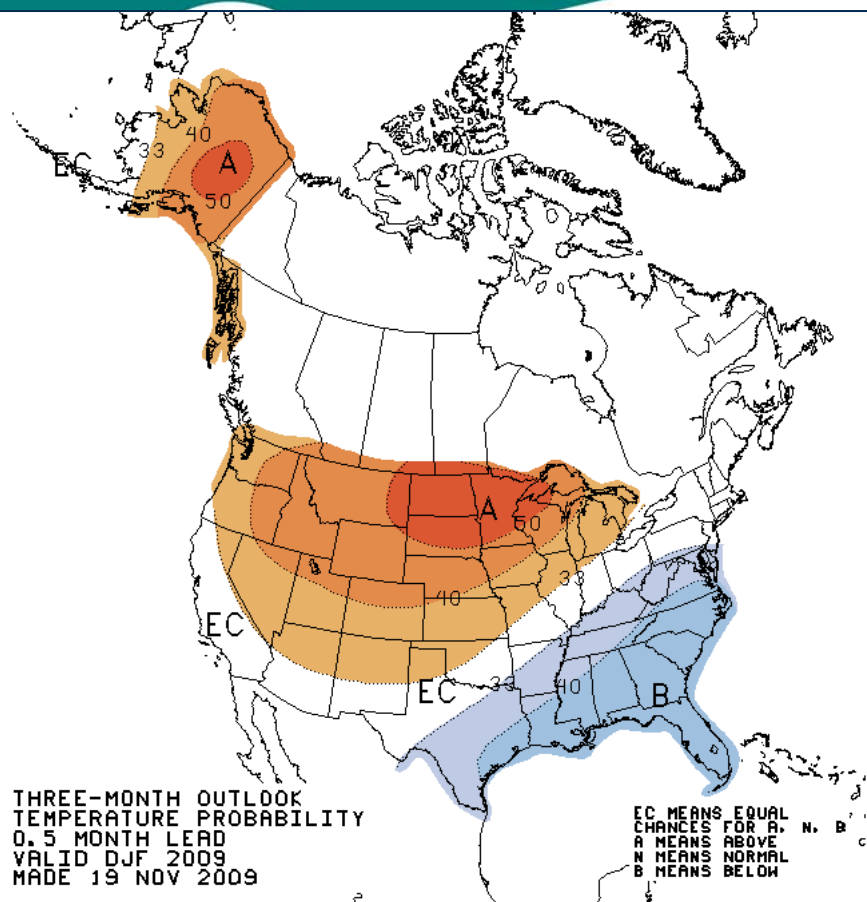 40
33
A
EC
50
A
50
33
40
EC
EC
33
40
B
THREE-MONTH OUTLOOK
TEMPERATURE PROBABILITY
0.5 MONTH LEAD
VALID DJF 2009
MADE 19 NOV 2009
EC MEANS EQUAL
CHANCES FOR A, N, B
A MEANS ABOVE
N MEANS NORMAL
B MEANS BELOW
C